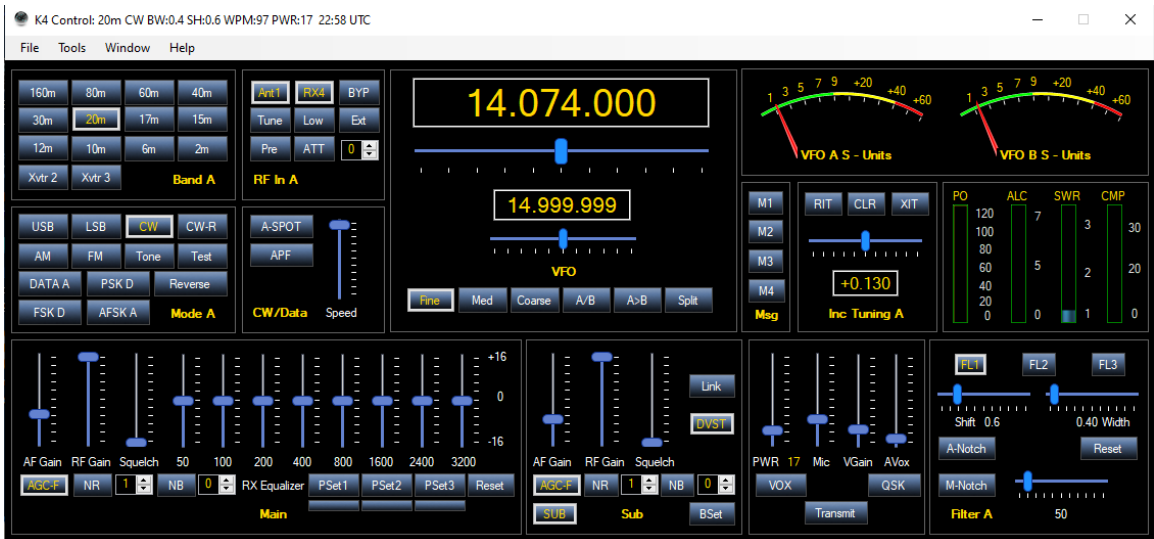 K4 Control: 20m CW BW:0.4 SH:0.6 WPM:97 PWR:17 22:58 UTC
File Tools Window Help
160m 80m 60m 40m
30m 20m 17m 15m
12m 10m 6m 2m
Xvtr 2 Xvtr 3 Band A
Ant1 RX4 BYP
Tune Low Ext
Pre ATT 0
RF In A
14.074.000
14.999.999
VFO
Fine Med Coarse A/B A>B Split
1 3 5 7 9 +20 +40 +60
VFO A S - Units
1 3 5 7 9 +20 +40 +60
VFO B S - Units
USB LSB CW CW-R
AM FM Tone Test
DATA A PSK D Reverse
FSK D AFSK A Mode A
A-SPOT
APF
CW/Data Speed
M1
M2
M3
M4
Msg
RIT CLR XIT
+0.130
Inc Tuning A
PO ALC SWR CMP
120
100
80
60
40
20
0
7
5
0
3
2
1
30
20
0
+16
0
-16
AF Gain RF Gain Squelch 50 100 200 400 800 1600 2400 3200
AGC-F NR 1 NB 0 RX Equalizer PSet1 PSet2 PSet3 Reset
Main
Link
DVST
AF Gain RF Gain Squelch
AGC-F NR 1 NB 0
SUB Sub BSet
PWR 17 Mic VGain AVox
VOX QSK
Transmit
FL1 FL2 FL3
Shift 0.6 0.40 Width
A-Notch Reset
M-Notch
Filter A 50